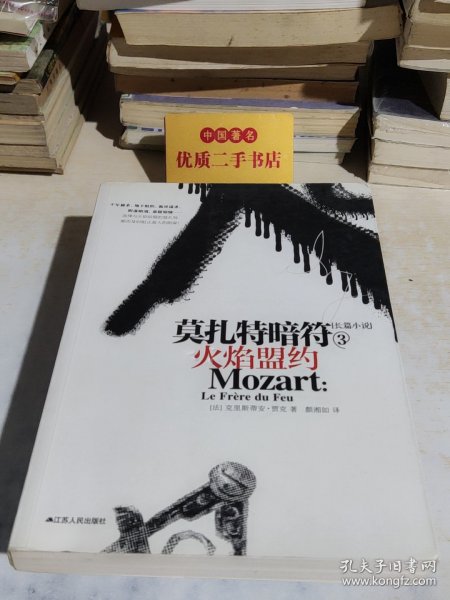 中国著名
优质二手书店
[长篇小说]
莫扎特暗符③
火焰盟约
Mozart:
Le Frère du Feu
[法] 克里斯蒂安·贾克 著 颜湘如 译
江苏人民出版社
孔夫子旧书网
www.kongfz.com